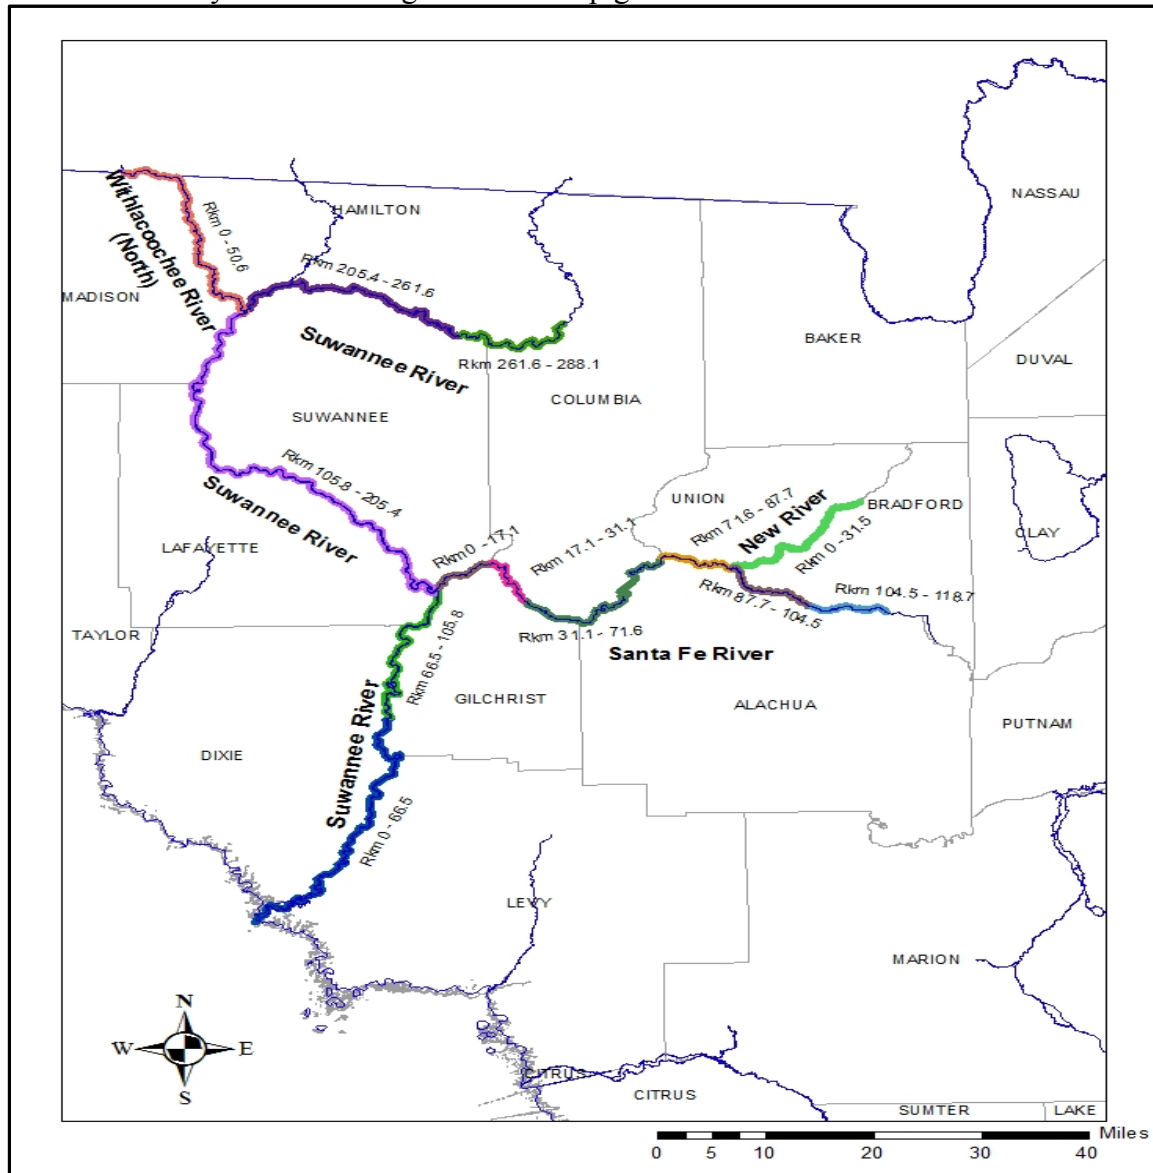 NASSAU
HAMILTON
Withlacoochee River
(North)
Rkm 0 - 50.6
Rkm 205.4 - 261.6
MADISON
Suwannee River
Rkm 261.6 - 288.1
BAKER
DUVAL
COLUMBIA
SUWANNEE
Rkm 105.8 - 205.4
Suwannee River
UNION
Rkm 71.6 - 87.7
New River
BRADFORD
Rkm 0 - 31.5
CLAY
LAFAYETTE
Rkm 0 - 17.1
Rkm 17.1 - 31.1
Rkm 87.7 - 104.5
Rkm 104.5 - 118.7
TAYLOR
Rkm 31.1 - 71.6
Santa Fe River
Rkm 66.5 - 105.8
GILCHRIST
ALACHUA
PUTNAM
DIXIE
Suwannee River
Rkm 0 - 66.5
LEVY
MARION
N
W
E
S
CITRUS
CITRUS
SUMTER
LAKE
Miles
0 5 10 20 30 40